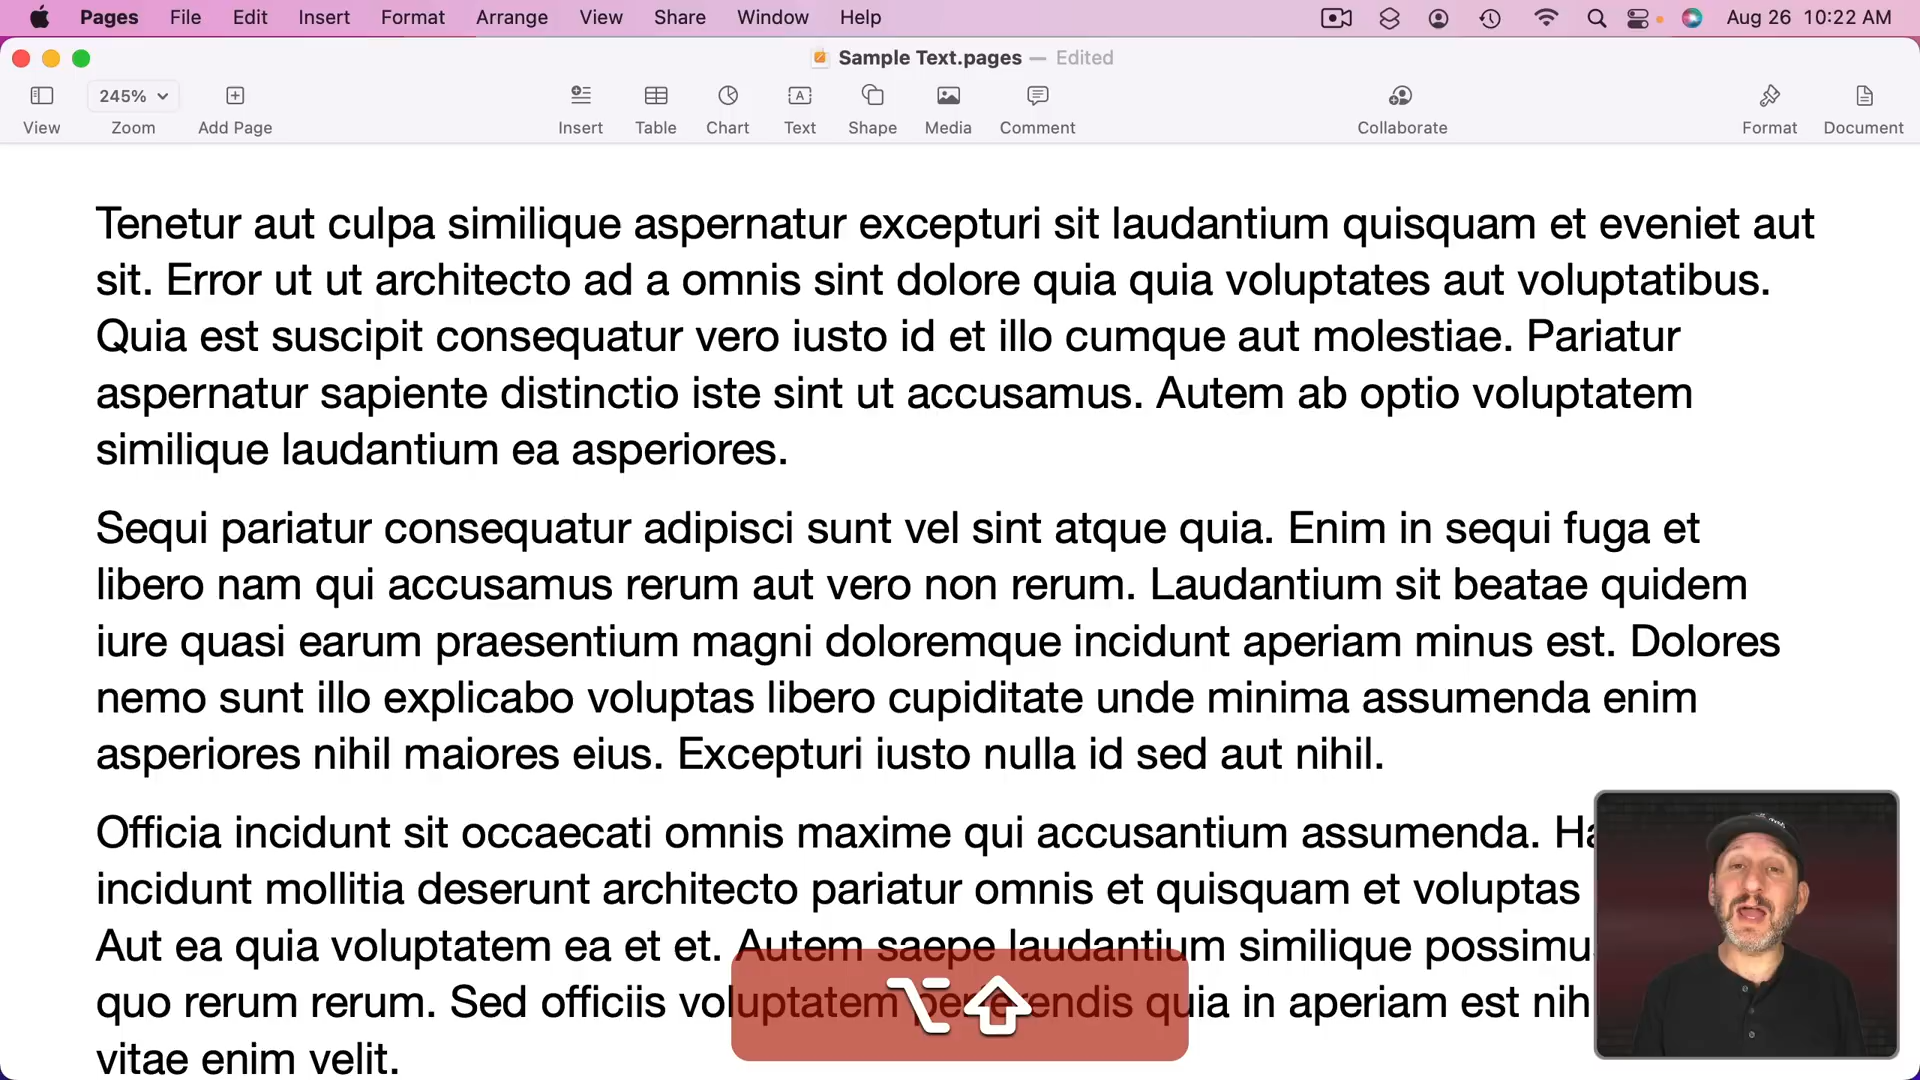 Pages File Edit Insert Format Arrange View Share Window Help Aug 26 10:22 AM
Sample Text.pages — Edited
245%
View Zoom Add Page Insert Table Chart Text Shape Media Comment Collaborate Format Document
Tenetur aut culpa similique aspernatur excepturi sit laudantium quisquam et eveniet aut
sit. Error ut ut architecto ad a omnis sint dolore quia quia voluptates aut voluptatibus.
Quia est suscipit consequatur vero iusto id et illo cumque aut molestiae. Pariatur
aspernatur sapiente distinctio iste sint ut accusamus. Autem ab optio voluptatem
similique laudantium ea asperiores.
Sequi pariatur consequatur adipisci sunt vel sint atque quia. Enim in sequi fuga et
libero nam qui accusamus rerum aut vero non rerum. Laudantium sit beatae quidem
iure quasi earum praesentium magni doloremque incidunt aperiam minus est. Dolores
nemo sunt illo explicabo voluptas libero cupiditate unde minima assumenda enim
asperiores nihil maiores eius. Excepturi iusto nulla id sed aut nihil.
Officia incidunt sit occaecati omnis maxime qui accusantium assumenda.
incidunt mollitia deserunt architecto pariatur omnis et quisquam et voluptas
Aut ea quia voluptatem ea et et. Autem saepe laudantium similique
quo rerum rerum. Sed officiis voluptatem quia in aperiam est
vitae enim velit.
⌥⇧